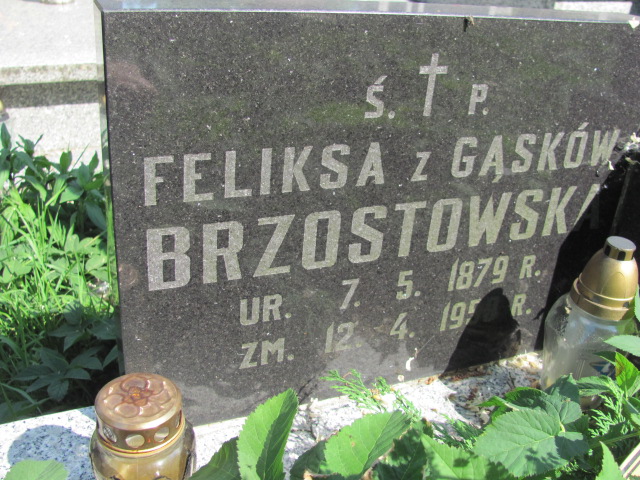 Ś. P.
FELIKSA Z GĄSKÓW
BRZOSTOWSKA
UR. 7. 5. 1879 R.
ZM. 12. 4. R.